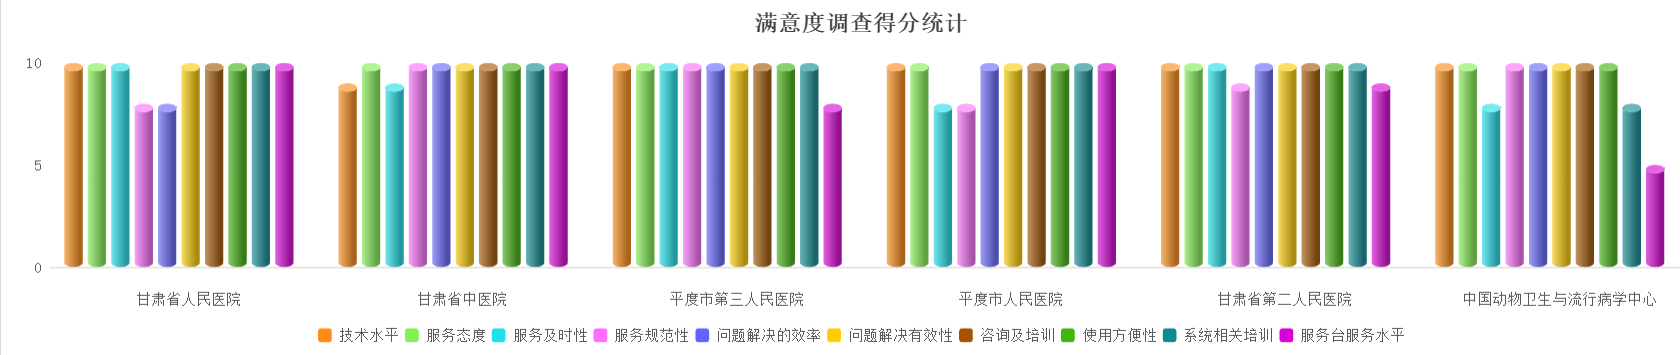 满意度调查得分统计
10
5
0
甘肃省人民医院 甘肃省中医院 平度市第三人民医院 平度市人民医院 甘肃省第二人民医院 中国动物卫生与流行病学中心
技术水平 服务态度 服务及时性 服务规范性 问题解决的效率 问题解决有效性 咨询及培训 使用方便性 系统相关培训 服务台服务水平